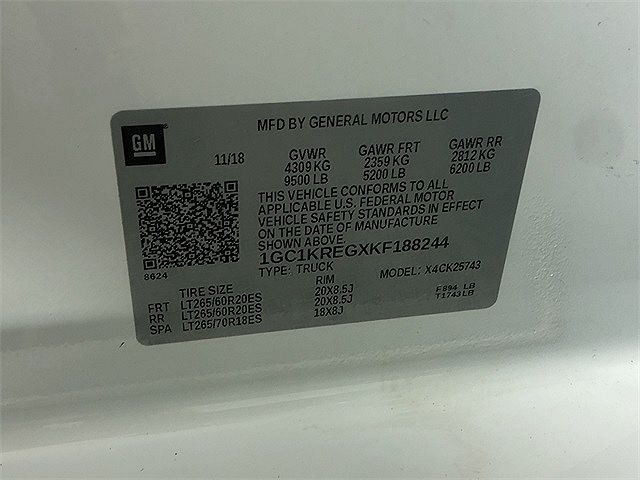 MFD BY GENERAL MOTORS LLC
GM
11/18 GVWR GAWR FRT GAWR RR
4309 KG 2359 KG 2812 KG
9500 LB 5200 LB 6200 LB
THIS VEHICLE CONFORMS TO ALL
APPLICABLE U.S. FEDERAL MOTOR
VEHICLE SAFETY STANDARDS IN EFFECT
ON THE DATE OF MANUFACTURE
SHOWN ABOVE.
1GC1KREGXKF188244
8624 TYPE: TRUCK MODEL: X4CK25743
TIRE SIZE RIM
FRT LT265/60R20ES 20X8.5J F894 LB
RR LT265/60R20ES 20X8.5J T1743LB
SPA LT265/70R18ES 18X8J